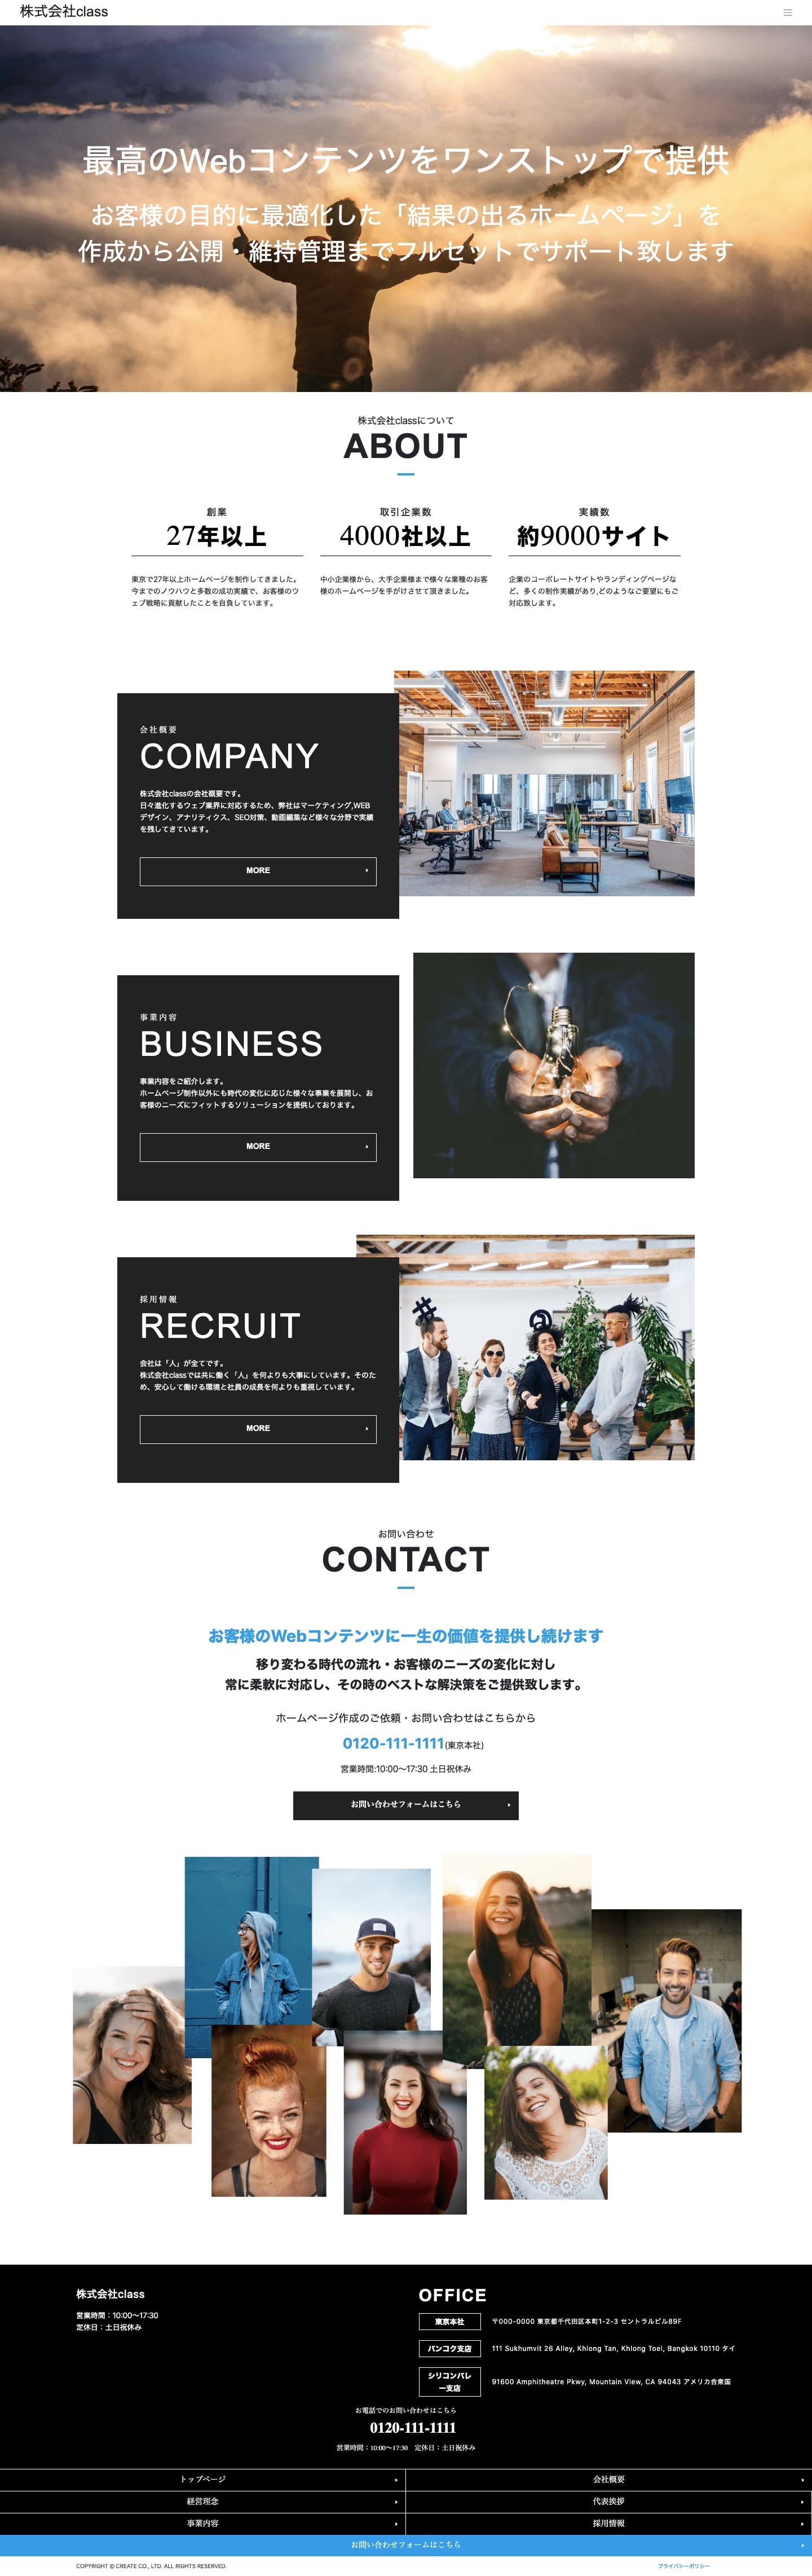 株式会社class
最高のWebコンテンツをワンストップで提供
お客様の目的に最適化した「結果の出るホームページ」を
作成から公開・維持管理までフルセットでサポート致します
株式会社classについて
ABOUT
創業
27年以上
東京で27年以上ホームページを制作してきました。
今までのノウハウと多数の成功実績で、お客様のウ
ェブ戦略に貢献したことを自負しています。
取引企業数
4000社以上
中小企業様から、大手企業様まで様々な業種のお客
様のホームページを手がけさせて頂きました。
実績数
約9000サイト
企業のコーポレートサイトやランディングページな
ど、多くの制作実績があり,どのようなご要望にもご
対応致します。
会社概要
COMPANY
株式会社classの会社概要です。
日々進化するウェブ業界に対応するため、弊社はマーケティング,WEB
デザイン、アナリティクス、SEO対策、動画編集など様々な分野で実績
を残してきています。
MORE
事業内容
BUSINESS
事業内容をご紹介します。
ホームページ制作以外にも時代の変化に応じた様々な事業を展開し、お
客様のニーズにフィットするソリューションを提供しております。
MORE
採用情報
RECRUIT
会社は「人」が全てです。
株式会社classでは共に働く「人」を何よりも大事にしています。そのた
め、安心して働ける環境と社員の成長を何よりも重視しています。
MORE
お問い合わせ
CONTACT
お客様のWebコンテンツに一生の価値を提供し続けます
移り変わる時代の流れ・お客様のニーズの変化に対し
常に柔軟に対応し、その時のベストな解決策をご提供致します。
ホームページ作成のご依頼・お問い合わせはこちらから
0120-111-1111(東京本社)
営業時間:10:00〜17:30 土日祝休み
お問い合わせフォームはこちら
株式会社class
営業時間：10:00〜17:30
定休日：土日祝休み
OFFICE
東京本社 〒000-0000 東京都千代田区本町1-2-3 セントラルビル89F
バンコク支店 111 Sukhumvit 26 Alley, Khlong Tan, Khlong Toei, Bangkok 10110 タイ
シリコンバレ
ー支店 91600 Amphitheatre Pkwy, Mountain View, CA 94043 アメリカ合衆国
お電話でのお問い合わせはこちら
0120-111-1111
営業時間：10:00〜17:30　定休日：土日祝休み
トップページ
会社概要
経営理念
代表挨拶
事業内容
採用情報
お問い合わせフォームはこちら
COPYRIGHT © CREATE CO., LTD. ALL RIGHTS RESERVED.
プライバシーポリシー